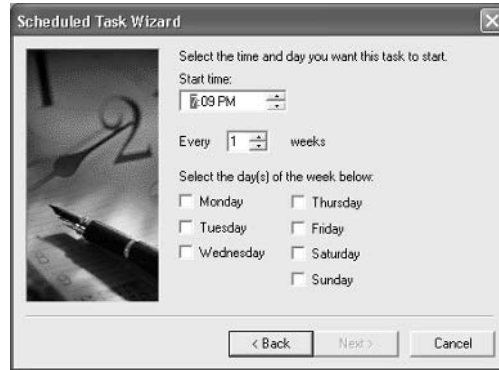 Scheduled Task Wizard
Select the time and day you want this task to start.
Start time:
7:09 PM
Every 1 weeks
Select the day(s) of the week below:
Monday Thursday
Tuesday Friday
Wednesday Saturday
Sunday
< Back Next > Cancel